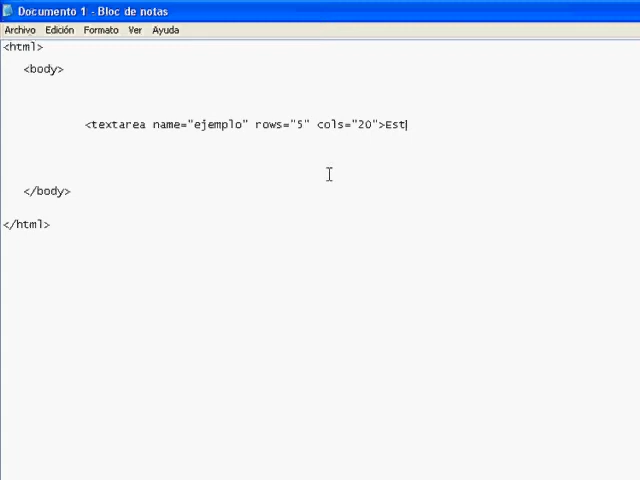 Documento 1 - Bloc de notas
Archivo Edición Formato Ver Ayuda
<html>
<body>
<textarea name="ejemplo" rows="5" cols="20">Est
</body>
</html>